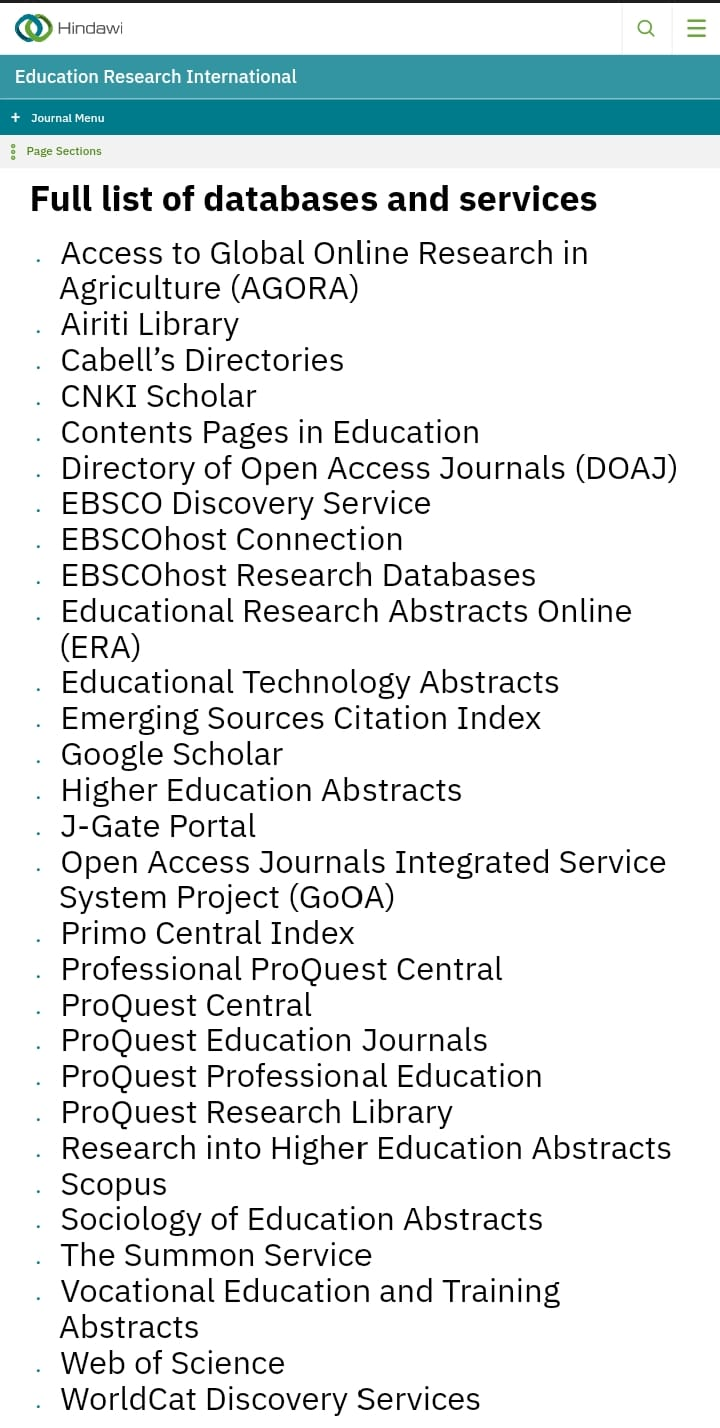 Hindawi
Education Research International
+ Journal Menu
Page Sections
Full list of databases and services
. Access to Global Online Research in
Agriculture (AGORA)
. Airiti Library
. Cabell’s Directories
. CNKI Scholar
. Contents Pages in Education
. Directory of Open Access Journals (DOAJ)
. EBSCO Discovery Service
. EBSCOhost Connection
. EBSCOhost Research Databases
. Educational Research Abstracts Online
(ERA)
. Educational Technology Abstracts
. Emerging Sources Citation Index
. Google Scholar
. Higher Education Abstracts
. J-Gate Portal
. Open Access Journals Integrated Service
System Project (GoOA)
. Primo Central Index
. Professional ProQuest Central
. ProQuest Central
. ProQuest Education Journals
. ProQuest Professional Education
. ProQuest Research Library
. Research into Higher Education Abstracts
. Scopus
. Sociology of Education Abstracts
. The Summon Service
. Vocational Education and Training
Abstracts
. Web of Science
. WorldCat Discovery Services